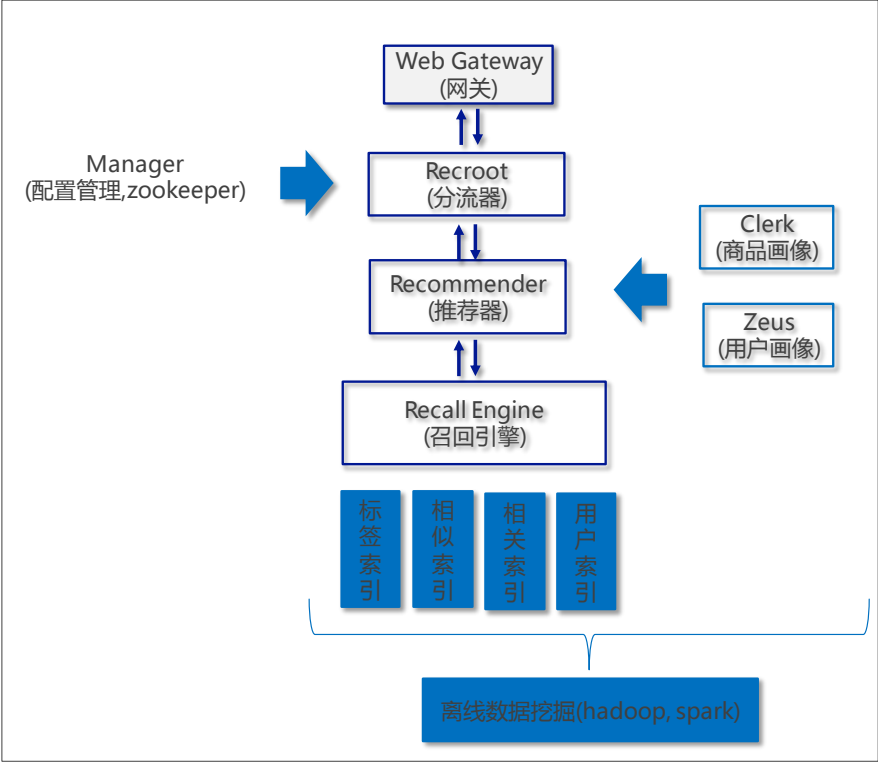 Web Gateway
(网关)
Manager
(配置管理,zookeeper)
Recroot
(分流器)
Clerk
(商品画像)
Recommender
(推荐器)
Zeus
(用户画像)
Recall Engine
(召回引擎)
标签索引
相似索引
相关索引
用户索引
离线数据挖掘(hadoop, spark)